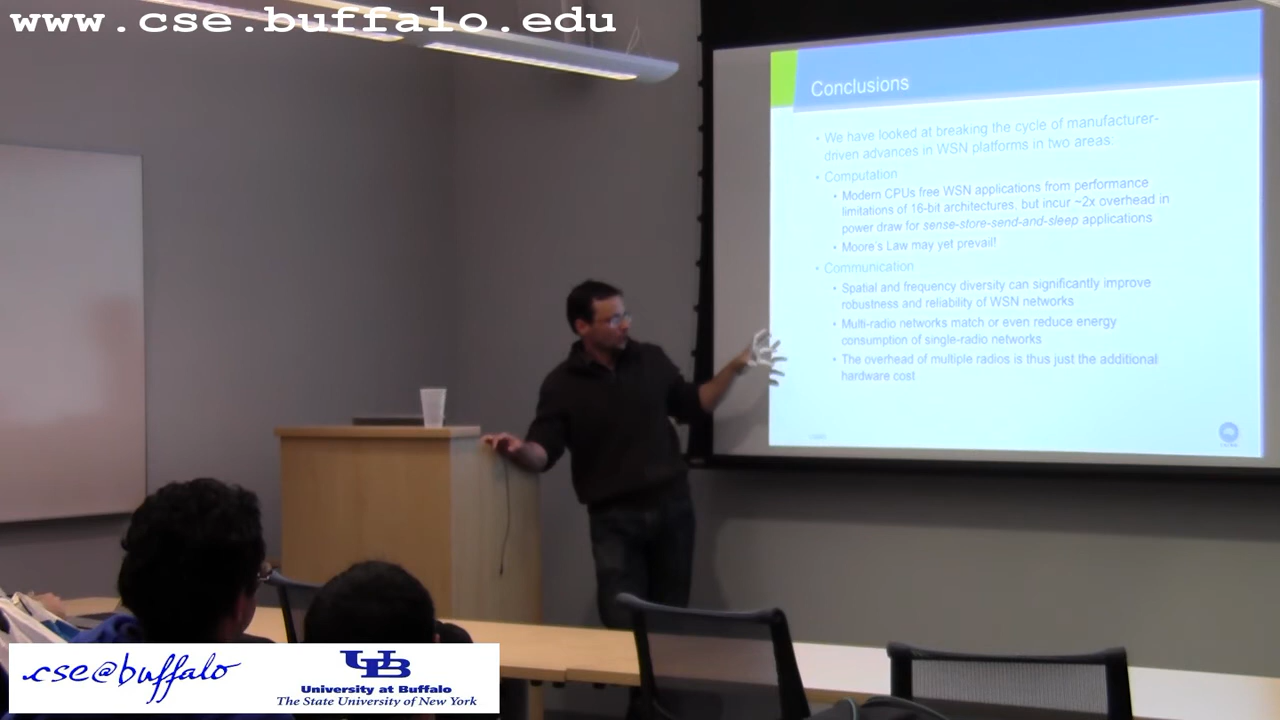 www.cse.buffalo.edu
Conclusions
• We have looked at breaking the cycle of manufacturer-
driven advances in WSN platforms in two areas:
• Computation
• Modern CPUs free WSN applications from performance
limitations of 16-bit architectures, but incur ~2x overhead in
power draw for sense-store-send-and-sleep applications
• Moore's Law may yet prevail!
• Communication
• Spatial and frequency diversity can significantly improve
robustness and reliability of WSN networks
• Multi-radio networks match or even reduce energy
consumption of single-radio networks
• The overhead of multiple radios is thus just the additional
hardware cost
cse@buffalo
UB
University at Buffalo
The State University of New York